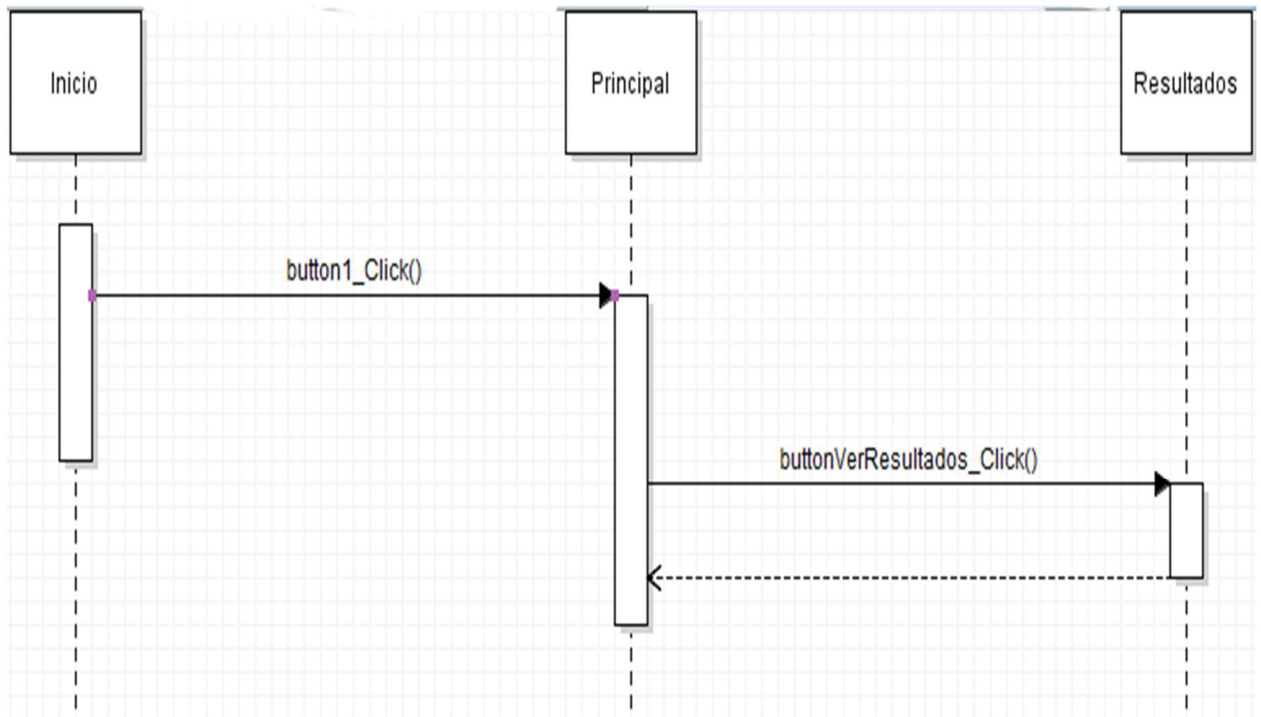 Inicio
Principal
Resultados
button1_Click()
buttonVerResultados_Click()